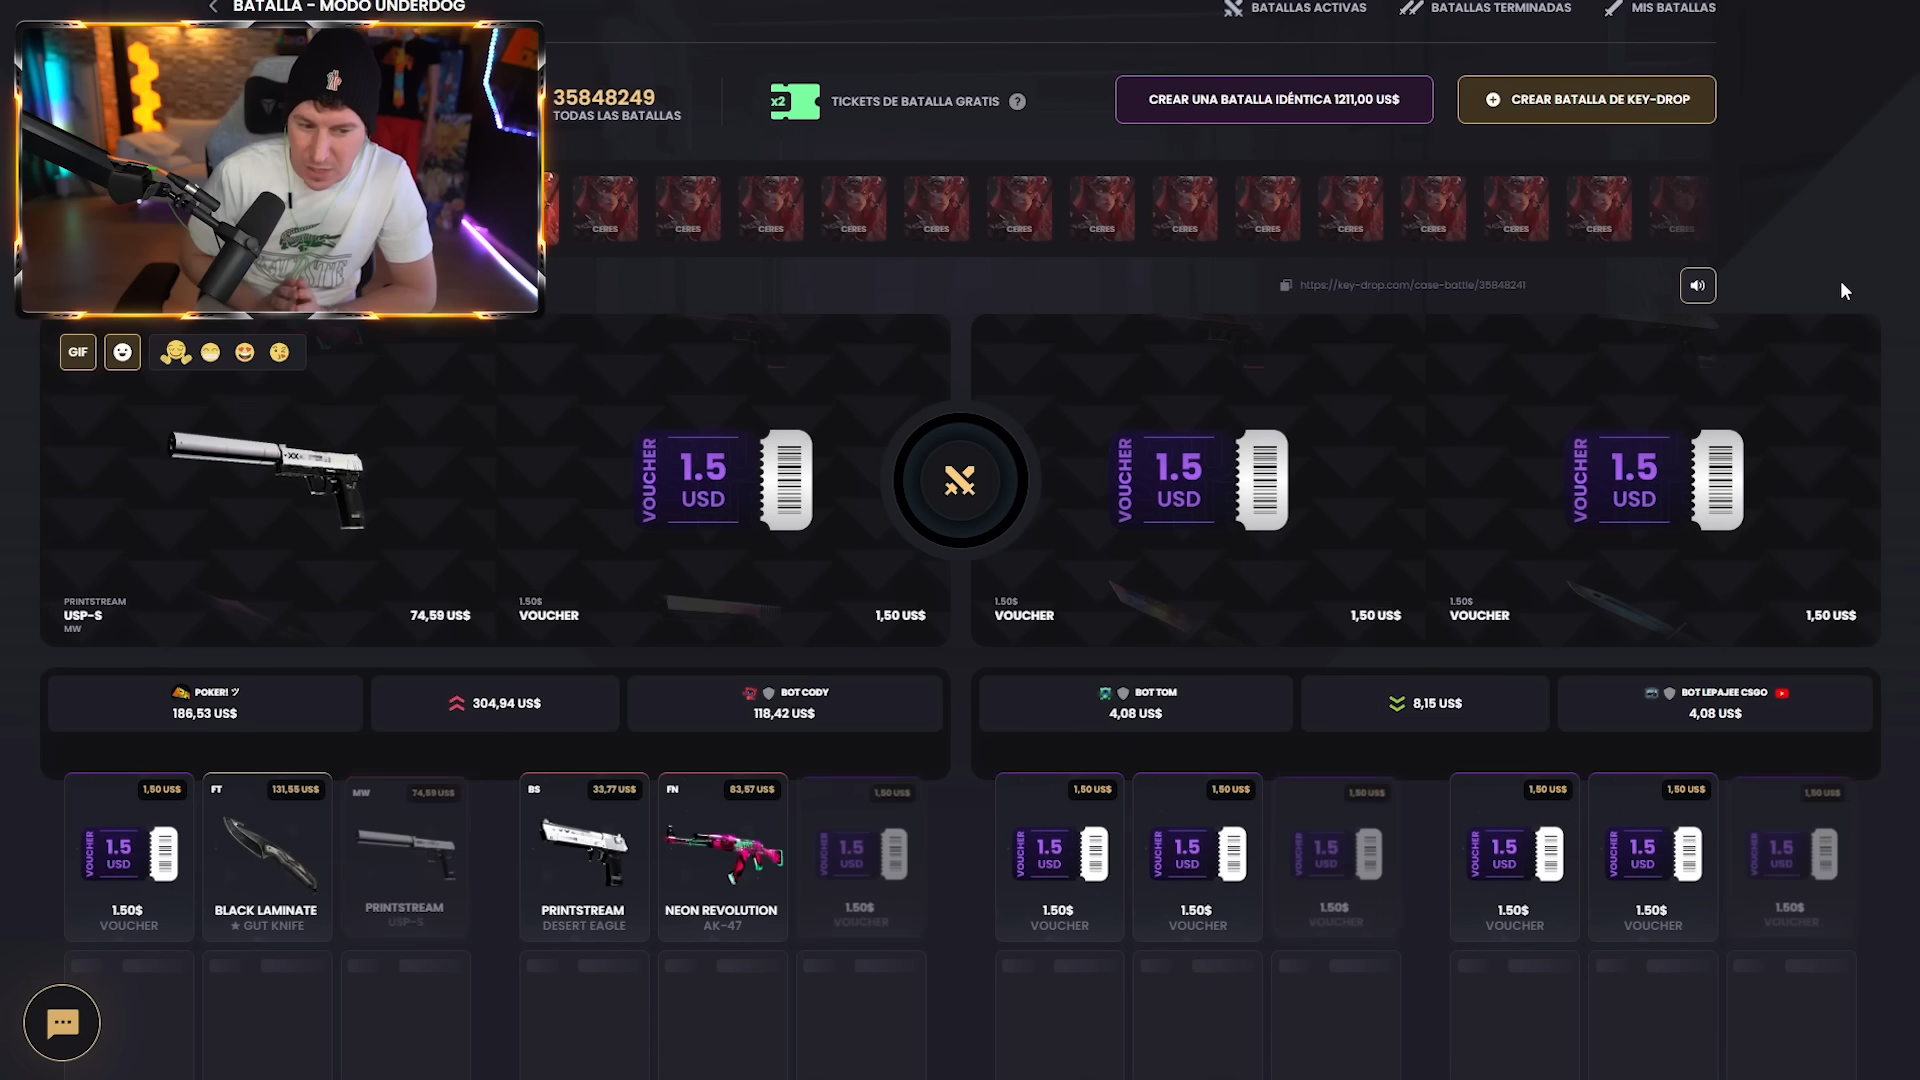 BATALLA - MODO UNDERDOG
BATALLAS ACTIVAS
BATALLAS TERMINADAS
MIS BATALLAS
35848249
TODAS LAS BATALLAS
x2
TICKETS DE BATALLA GRATIS ?
CREAR UNA BATALLA IDÉNTICA 1211,00 US$
CREAR BATALLA DE KEY-DROP
CERES
CERES
CERES
CERES
CERES
CERES
CERES
CERES
CERES
CERES
CERES
CERES
CERES
CERES
https://key-drop.com/case-battle/35848241
GIF
VOUCHER
1.5
USD
VOUCHER
1.5
USD
VOUCHER
1.5
USD
PRINTSTREAM
USP-S
MW
74,59 US$
1.50$
VOUCHER
1,50 US$
1.50$
VOUCHER
1,50 US$
1.50$
VOUCHER
1,50 US$
POKER! ツ
186,53 US$
304,94 US$
BOT CODY
118,42 US$
BOT TOM
4,08 US$
8,15 US$
BOT LEPAJEE CSGO
4,08 US$
1,50 US$
VOUCHER
1.5
USD
1.50$
VOUCHER
FT
131,55 US$
BLACK LAMINATE
★ GUT KNIFE
MW
74,59 US$
PRINTSTREAM
USP-S
BS
33,77 US$
PRINTSTREAM
DESERT EAGLE
FN
83,57 US$
NEON REVOLUTION
AK-47
1,50 US$
VOUCHER
1.5
USD
1.50$
VOUCHER
1,50 US$
VOUCHER
1.5
USD
1.50$
VOUCHER
1,50 US$
VOUCHER
1.5
USD
1.50$
VOUCHER
1,50 US$
VOUCHER
1.5
USD
1.50$
VOUCHER
1,50 US$
VOUCHER
1.5
USD
1.50$
VOUCHER
1,50 US$
VOUCHER
1.5
USD
1.50$
VOUCHER
1,50 US$
VOUCHER
1.5
USD
1.50$
VOUCHER